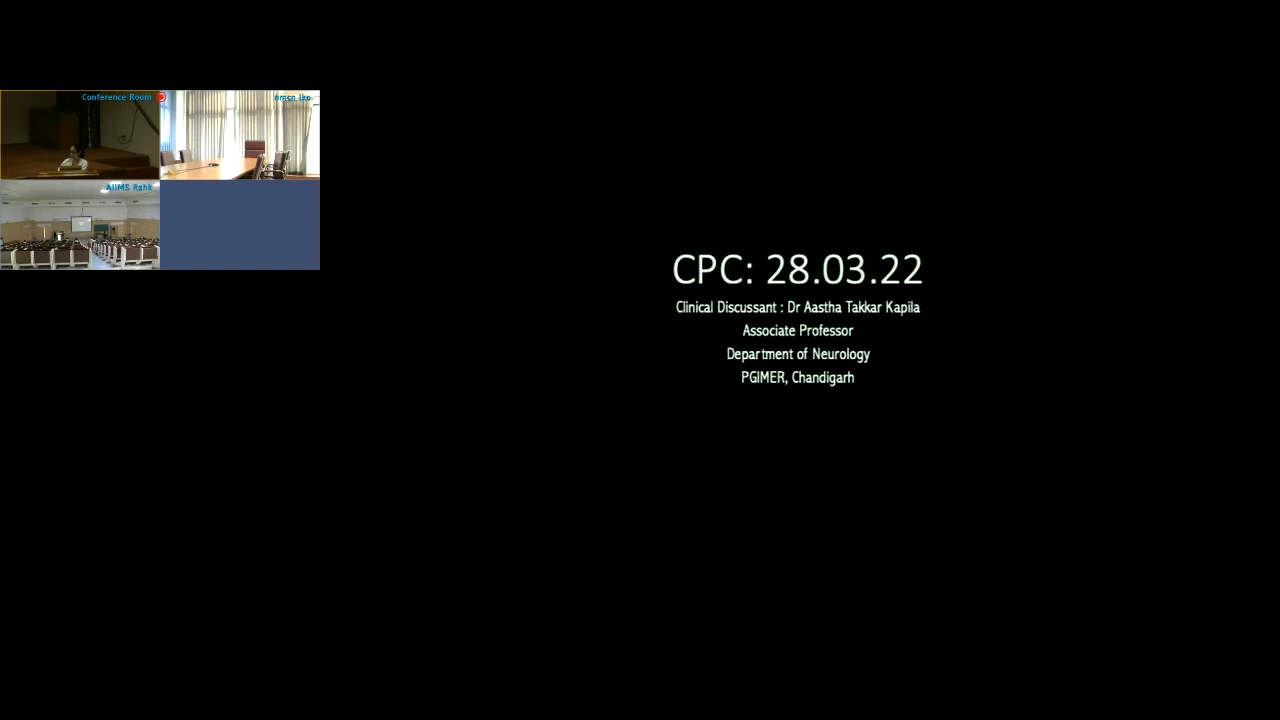 Conference Room
AIIMS Rshk
CPC: 28.03.22
Clinical Discussant : Dr Aastha Takkar Kapila
Associate Professor
Department of Neurology
PGIMER, Chandigarh